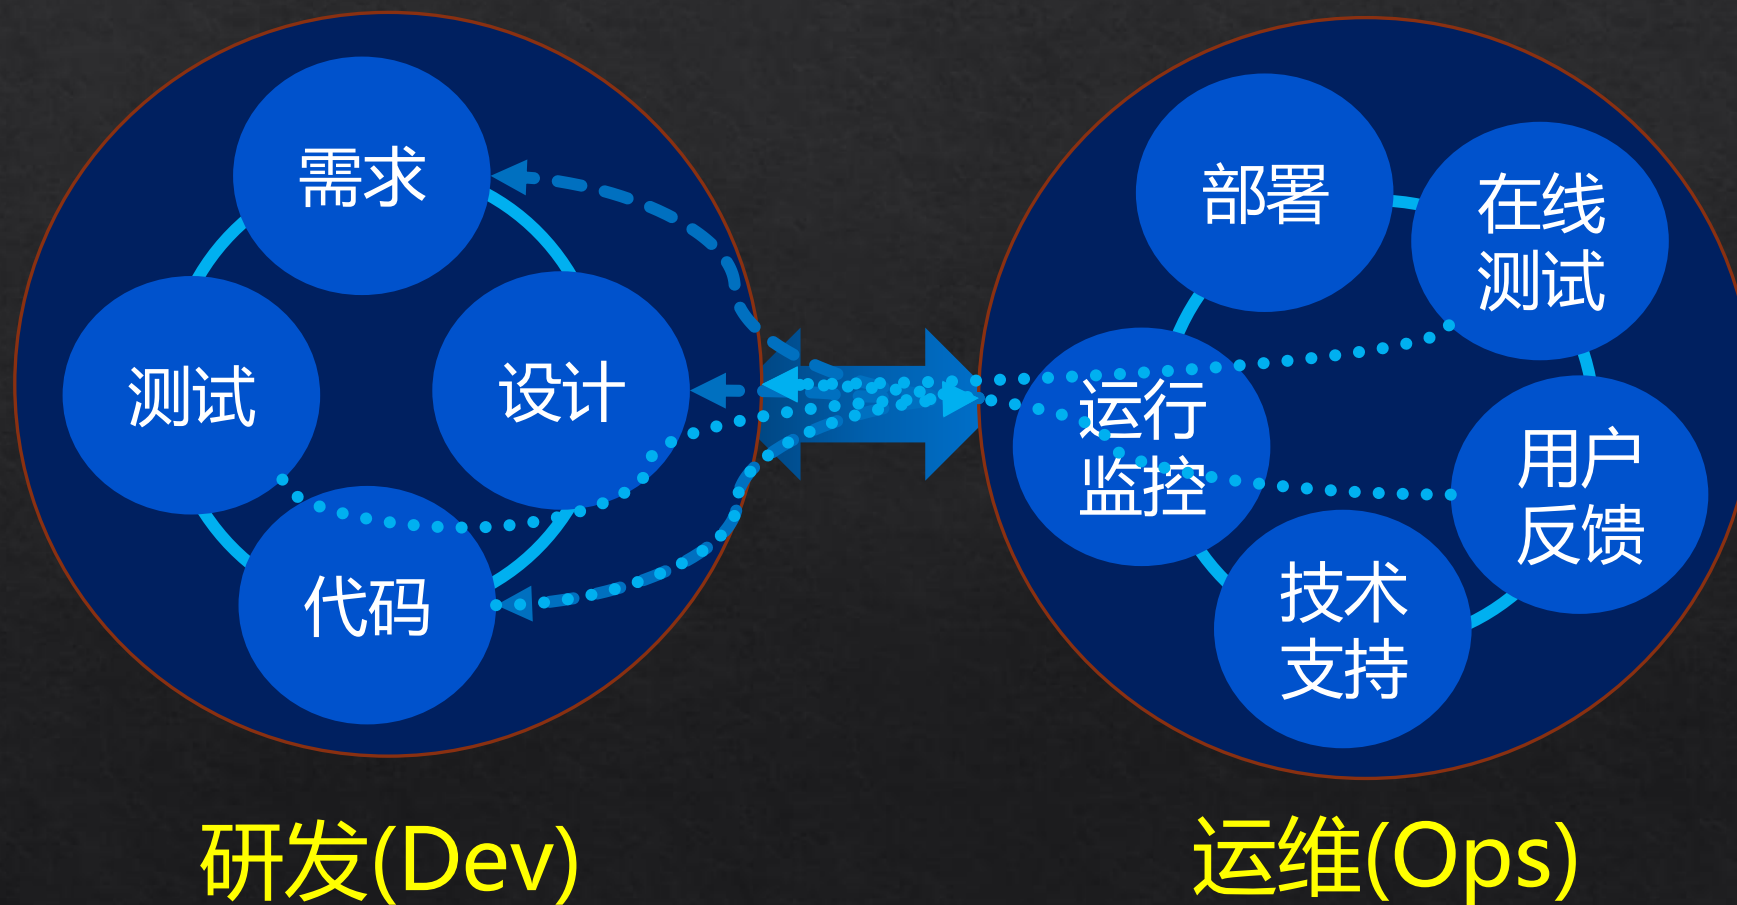 需求
设计
测试
代码
研发(Dev)
部署
在线
测试
运行
监控
用户
反馈
技术
支持
运维(Ops)